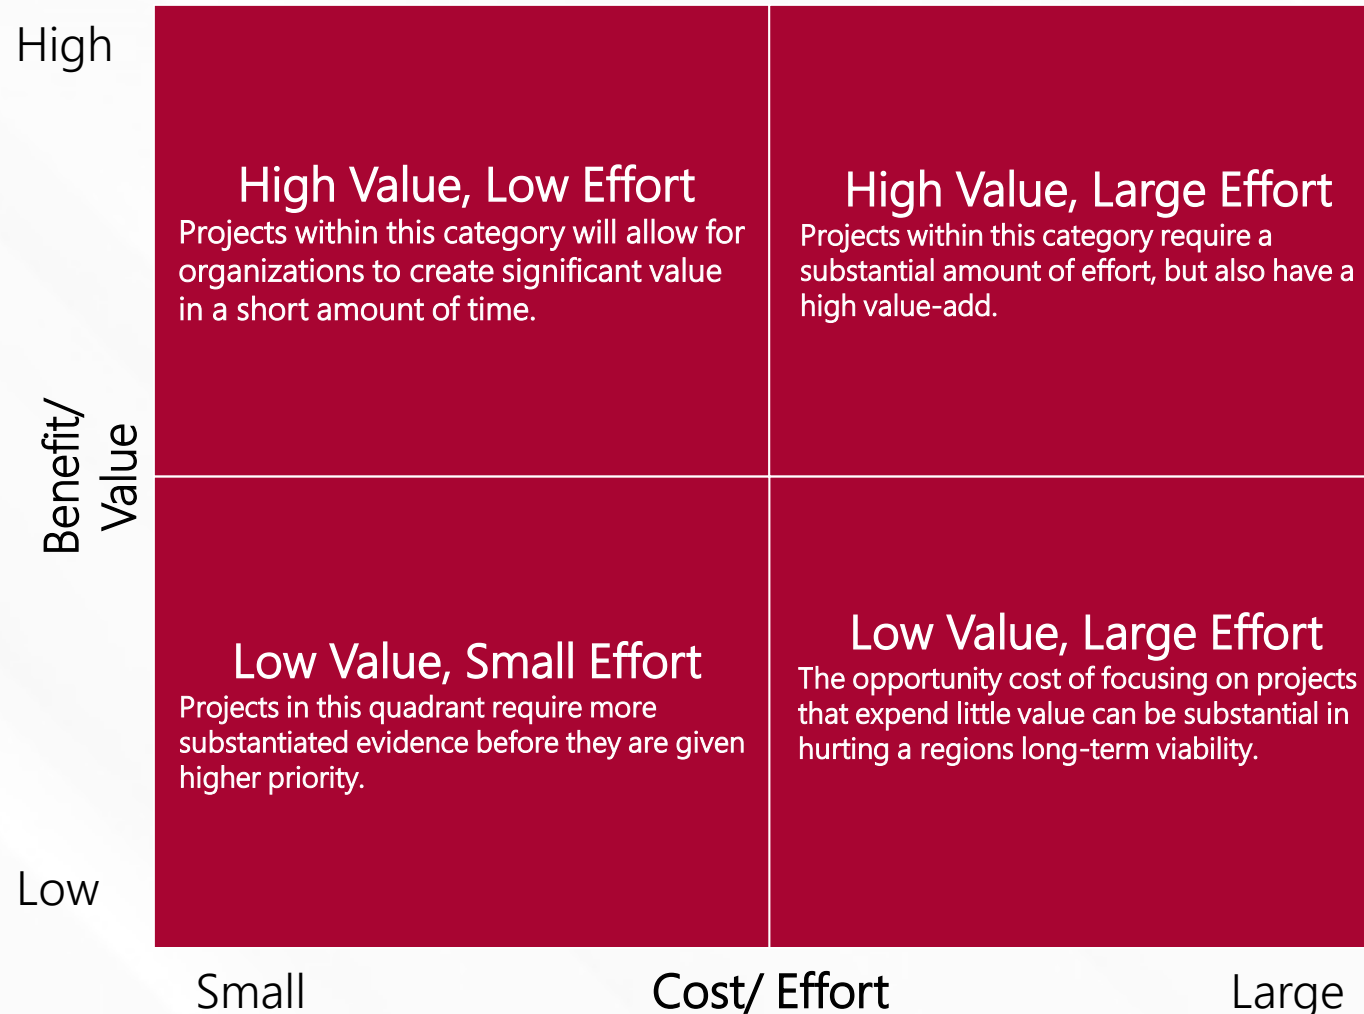 High
High Value, Low Effort
Projects within this category will allow for
organizations to create significant value
in a short amount of time.
High Value, Large Effort
Projects within this category require a
substantial amount of effort, but also have a
high value-add.
Benefit/
Value
Low Value, Small Effort
Projects in this quadrant require more
substantiated evidence before they are given
higher priority.
Low Value, Large Effort
The opportunity cost of focusing on projects
that expend little value can be substantial in
hurting a regions long-term viability.
Low
Small
Cost/ Effort
Large